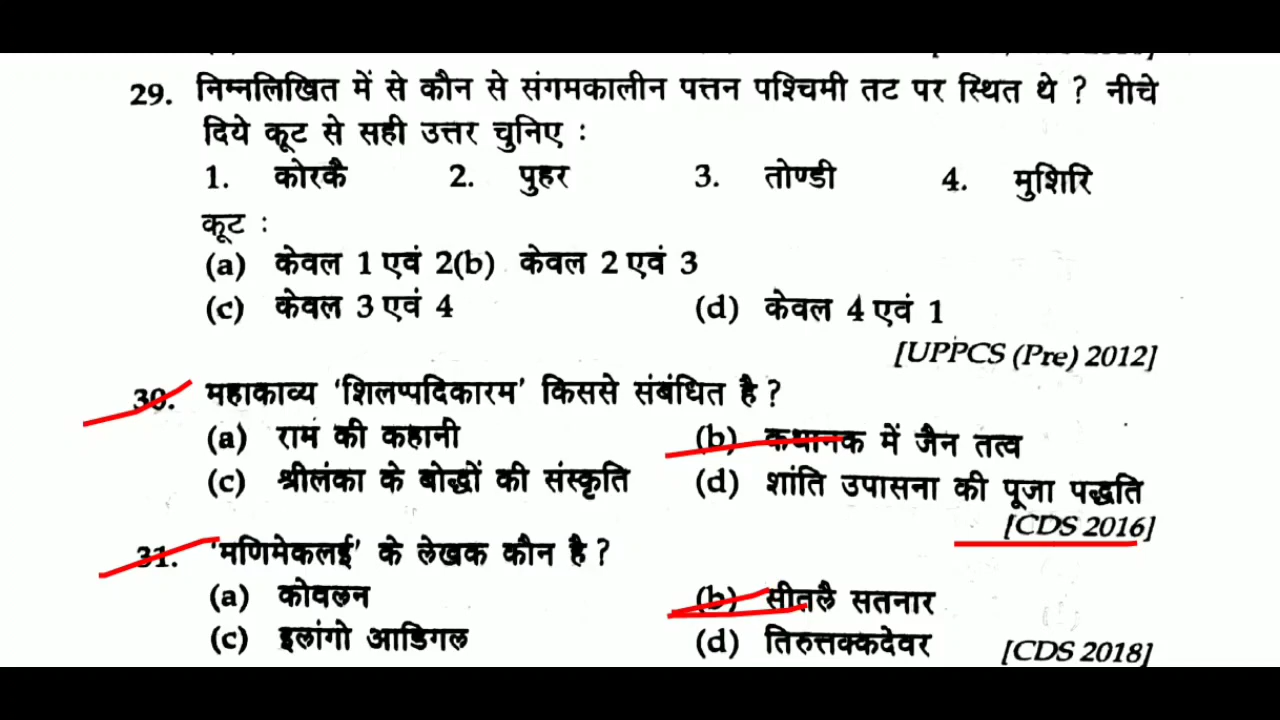 29. निम्नलिखित में से कौन से संगमकालीन पत्तन पश्चिमी तट पर स्थित थे ? नीचे
दिये कूट से सही उत्तर चुनिए :
1. कोरकै 2. पुहर 3. तोण्डी 4. मुशिरि
कूट :
(a) केवल 1 एवं 2(b) केवल 2 एवं 3
(c) केवल 3 एवं 4 (d) केवल 4 एवं 1
[UPPCS (Pre) 2012]
30. महाकाव्य 'शिलप्पदिकारम' किससे संबंधित है ?
(a) राम की कहानी (b) कथानक में जैन तत्व
(c) श्रीलंका के बोद्धों की संस्कृति (d) शांति उपासना की पूजा पद्धति
[CDS 2016]
31. 'मणिमेकलई' के लेखक कौन है ?
(a) कोवलन (b) सीतलै सतनार
(c) इलांगो आडिगल (d) तिरुत्तक्कदेवर
[CDS 2018]